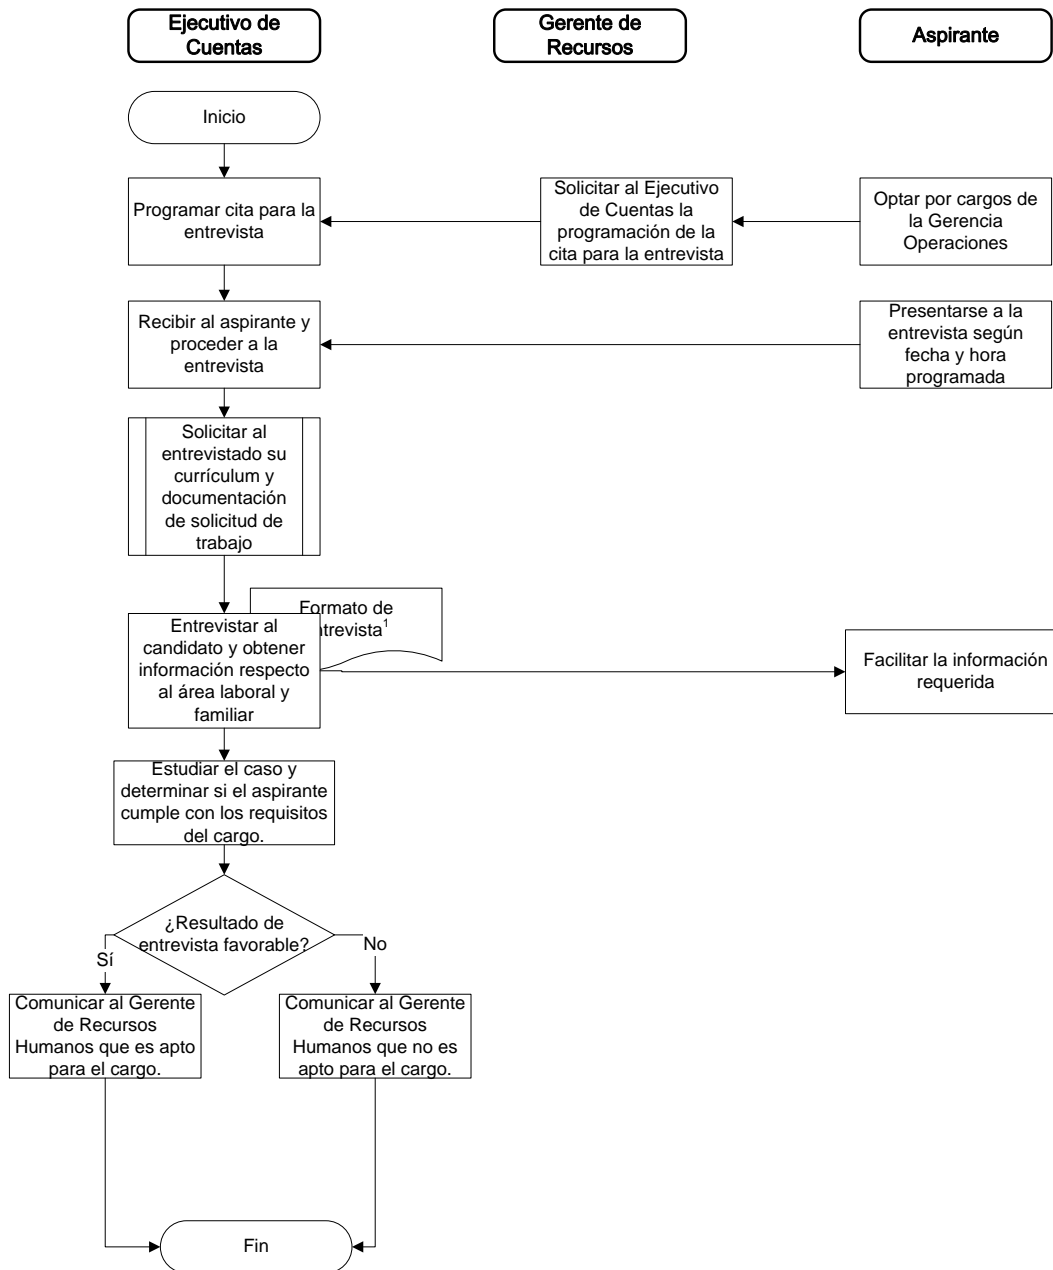 Ejecutivo de
Cuentas
Gerente de
Recursos
Aspirante
Inicio
Programar cita para la
entrevista
Solicitar al Ejecutivo
de Cuentas la
programación de la
cita para la entrevista
Optar por cargos de
la Gerencia
Operaciones
Recibir al aspirante y
proceder a la
entrevista
Presentarse a la
entrevista según
fecha y hora
programada
Solicitar al
entrevistado su
currículum y
documentación
de solicitud de
trabajo
Formato de
ntrevista¹
Entrevistar al
candidato y obtener
información respecto
al área laboral y
familiar
Facilitar la información
requerida
Estudiar el caso y
determinar si el aspirante
cumple con los requisitos
del cargo.
¿Resultado de
entrevista favorable?
Sí
No
Comunicar al Gerente
de Recursos
Humanos que es apto
para el cargo.
Comunicar al Gerente
de Recursos
Humanos que no es
apto para el cargo.
Fin